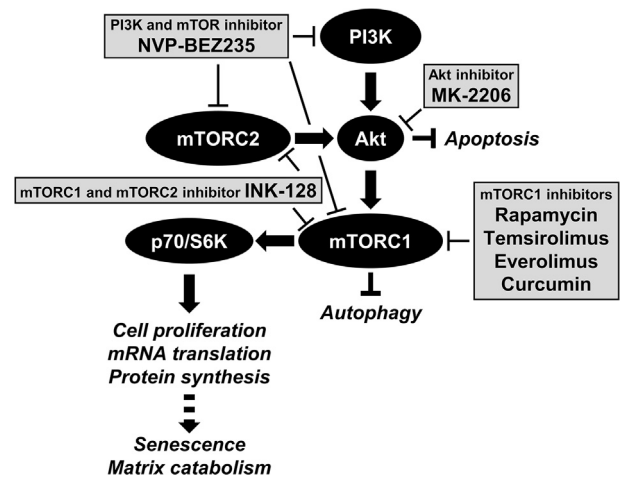 PI3K and mTOR inhibitor
NVP-BEZ235
PI3K
Akt inhibitor
MK-2206
mTORC2
Akt
Apoptosis
mTORC1 and mTORC2 inhibitor INK-128
mTORC1 inhibitors
Rapamycin
Temsirolimus
Everolimus
Curcumin
p70/S6K
mTORC1
Autophagy
Cell proliferation
mRNA translation
Protein synthesis
Senescence
Matrix catabolism